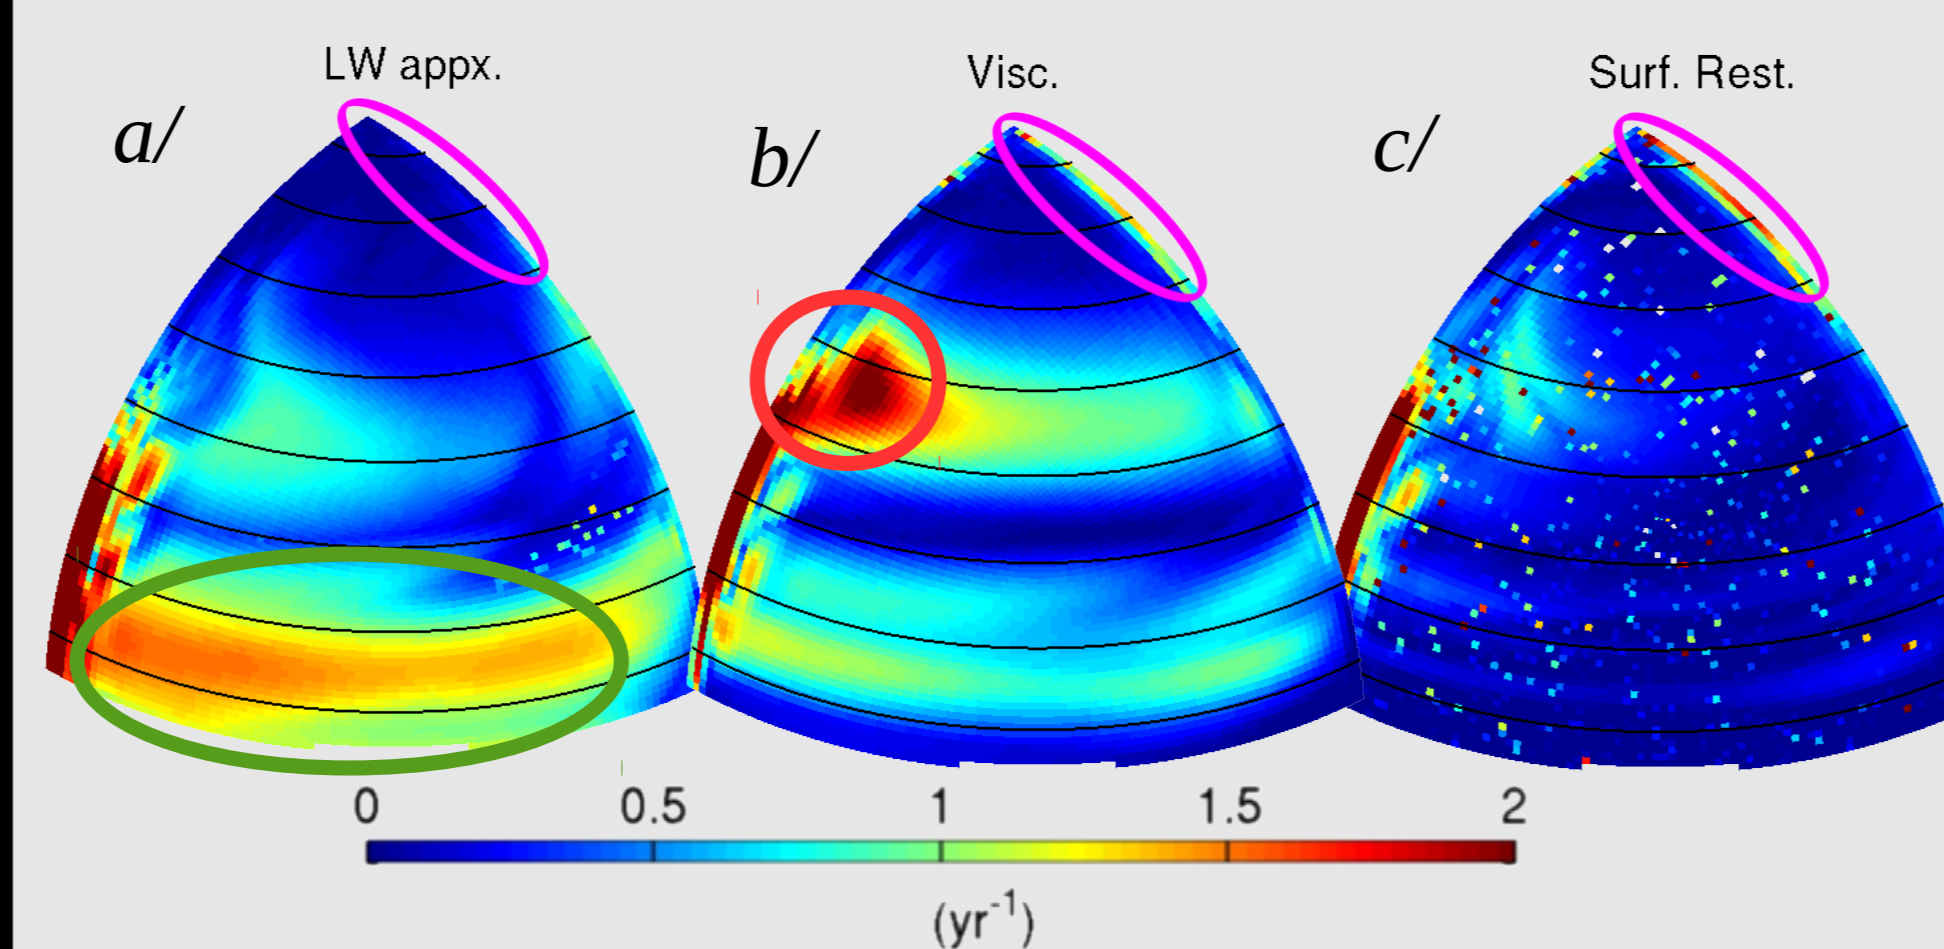 LW appx.
Visc.
Surf. Rest.
a/
b/
c/
0 0.5 1 1.5 2
(yr⁻¹)